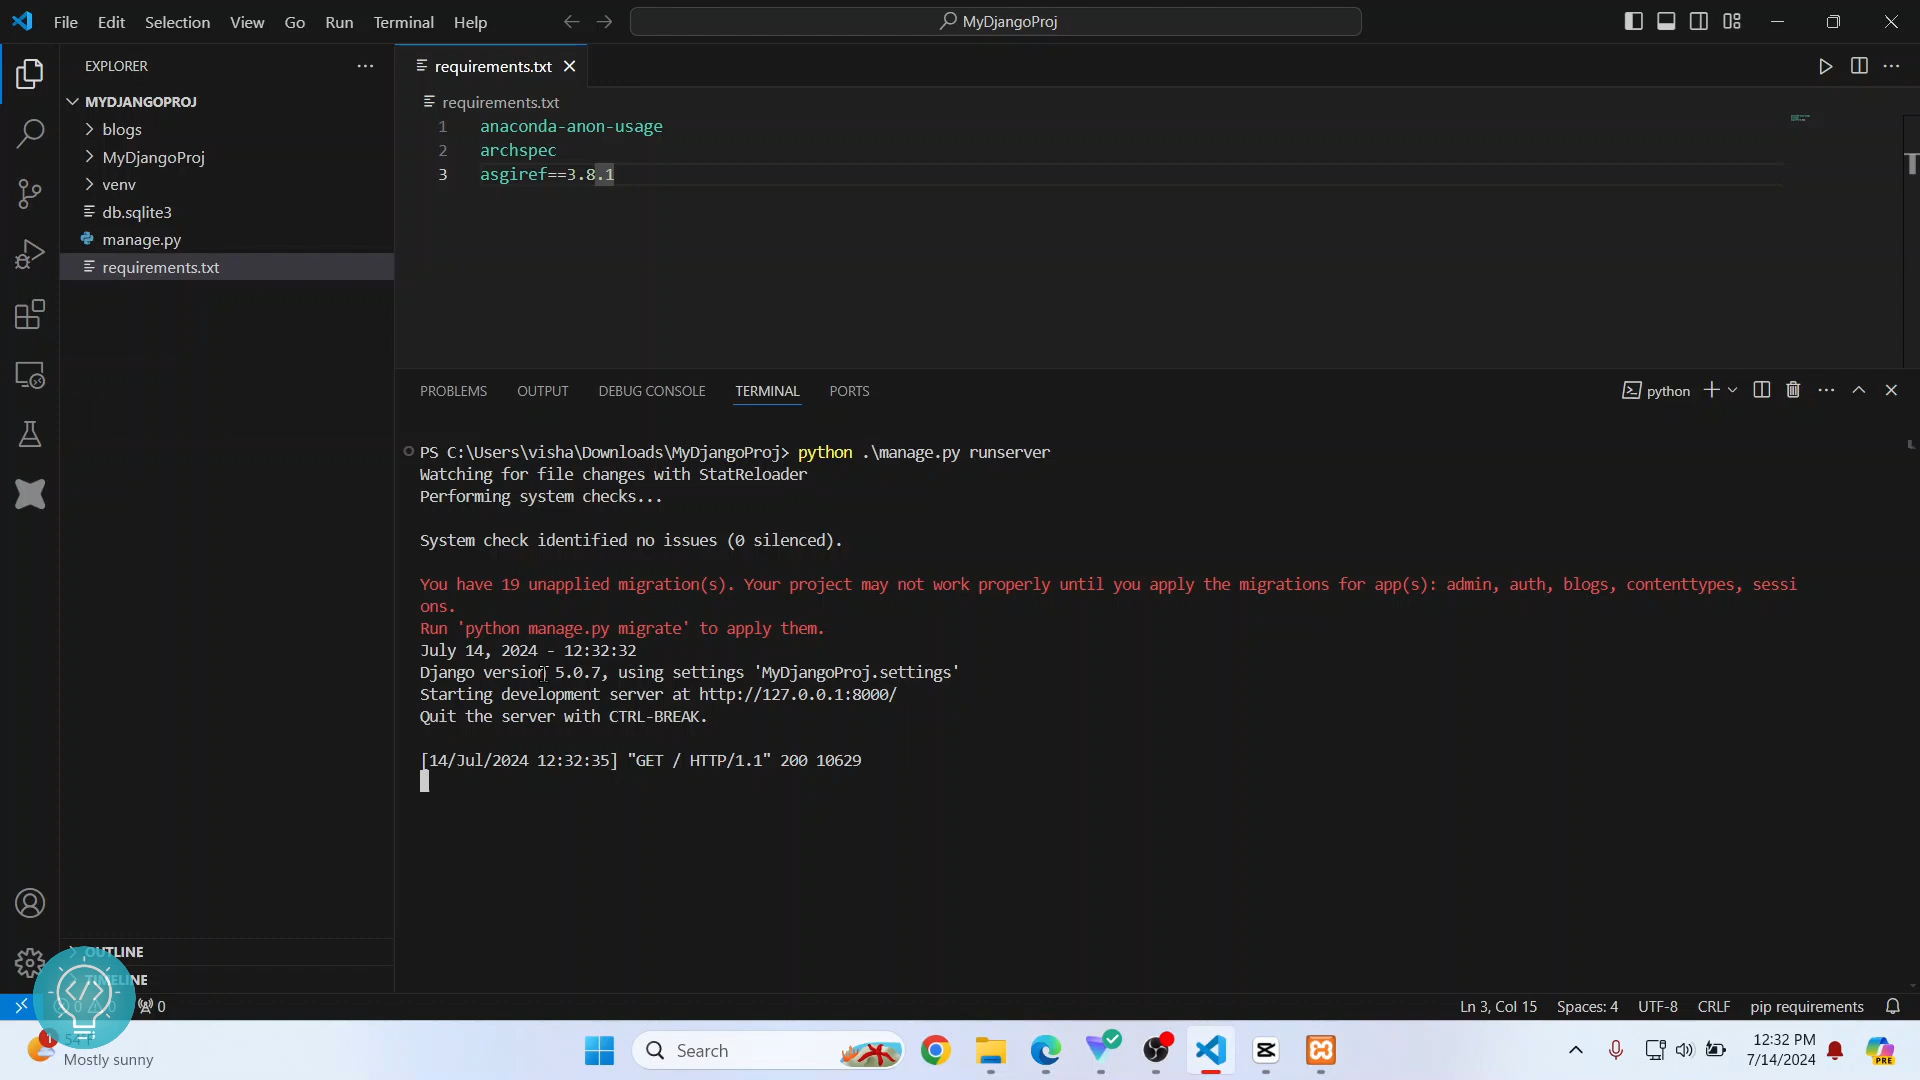 File Edit Selection View Go Run Terminal Help
MyDjangoProj
EXPLORER
MYDJANGOPROJ
blogs
MyDjangoProj
venv
db.sqlite3
manage.py
requirements.txt
OUTLINE
TIMELINE
requirements.txt
requirements.txt
1 anaconda-anon-usage
2 archspec
3 asgiref==3.8.1
PROBLEMS OUTPUT DEBUG CONSOLE TERMINAL PORTS
python
PS C:\Users\visha\Downloads\MyDjangoProj> python .\manage.py runserver
Watching for file changes with StatReloader
Performing system checks...
System check identified no issues (0 silenced).
You have 19 unapplied migration(s). Your project may not work properly until you apply the migrations for app(s): admin, auth, blogs, contenttypes, sessi
ons.
Run 'python manage.py migrate' to apply them.
July 14, 2024 - 12:32:32
Django version 5.0.7, using settings 'MyDjangoProj.settings'
Starting development server at http://127.0.0.1:8000/
Quit the server with CTRL-BREAK.
[14/Jul/2024 12:32:35] "GET / HTTP/1.1" 200 10629
0 0 0
Ln 3, Col 15 Spaces: 4 UTF-8 CRLF pip requirements
1
Mostly sunny
Search
PRE
12:32 PM
7/14/2024